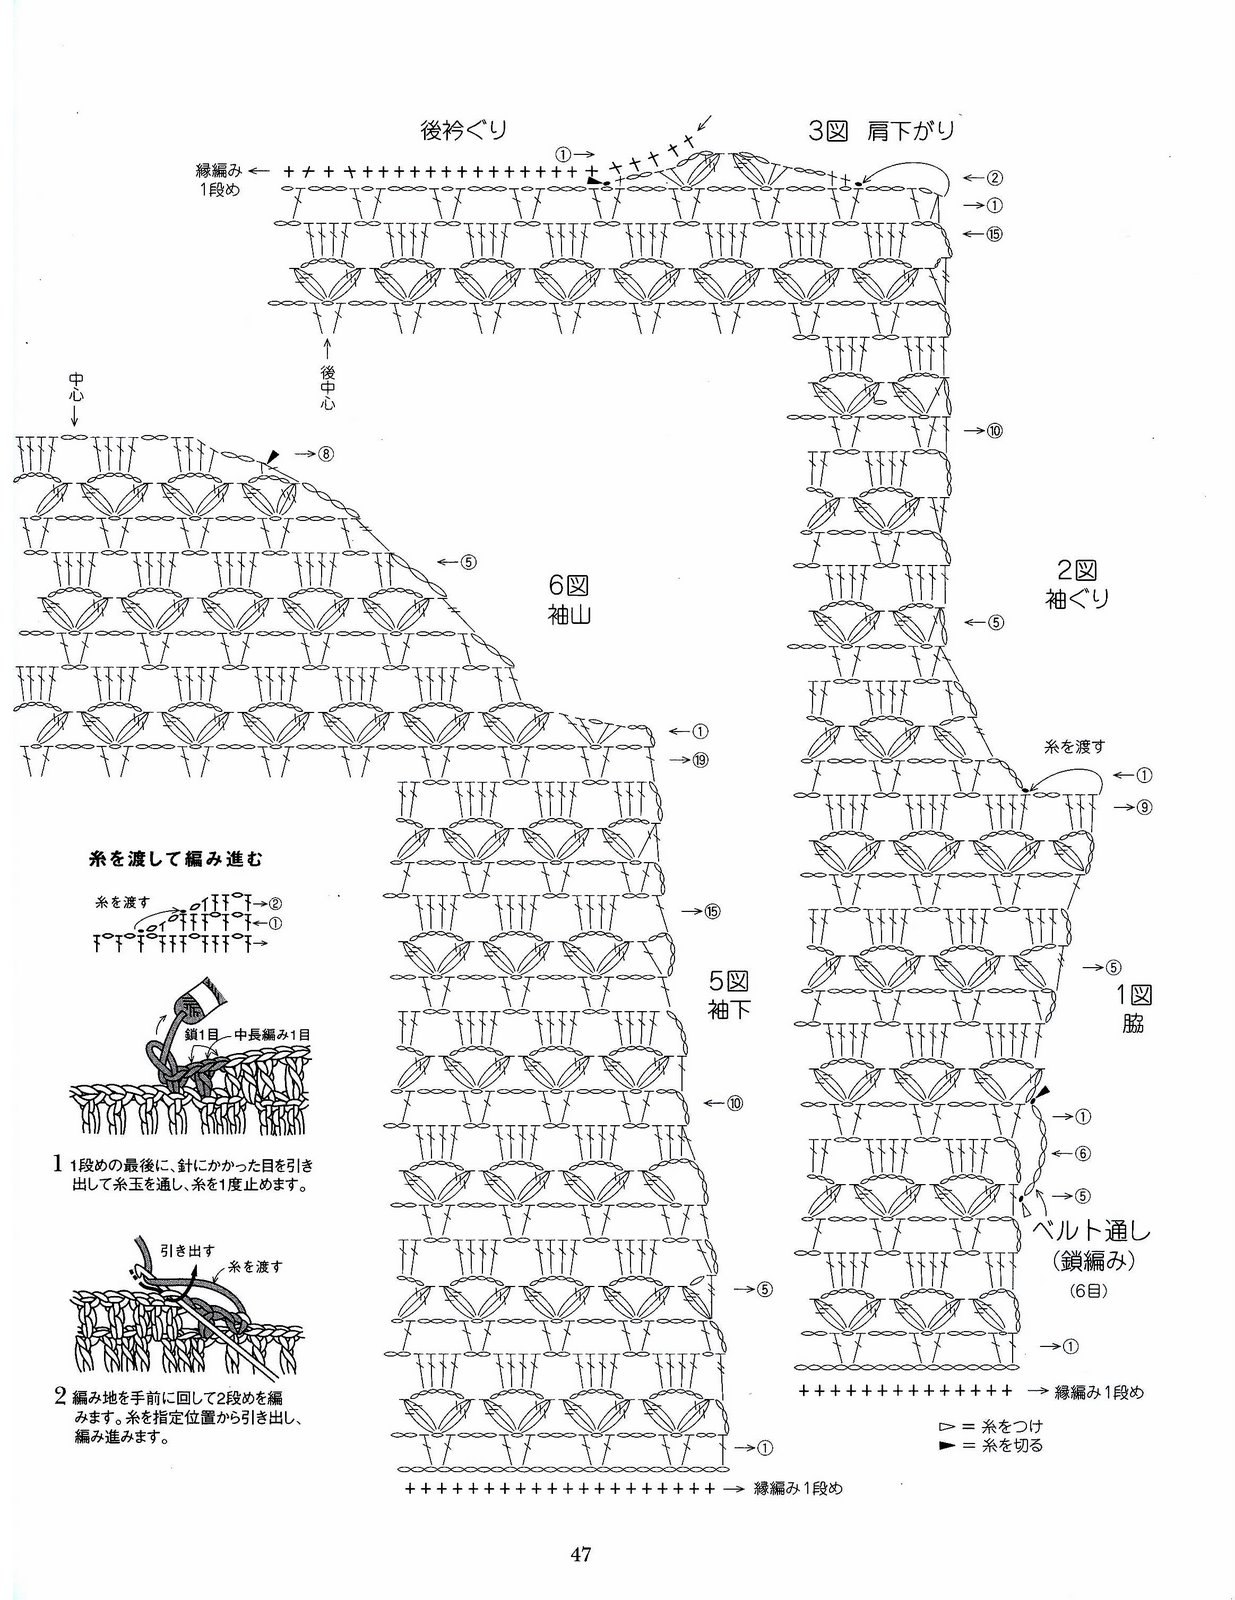 後衿ぐり
3図 肩下がり
①→
縁編み ←
1段め
←②
→①
←⑮
後中心
中心
→⑧
→⑩
←⑤
6図
袖山
2図
袖ぐり
←⑤
←①
→⑲
糸を渡す
←①
→⑨
糸を渡して編み進む
糸を渡す
→②
←①
→⑮
→⑤
1図
脇
5図
袖下
鎖1目
中長編み1目
←⑩
→①
←⑥
→⑤
1 1段めの最後に、針にかかった目を引き
出して糸玉を通し、糸を1度止めます。
ベルト通し
(鎖編み)
(6目)
引き出す
糸を渡す
→⑤
→①
2 編み地を手前に回して2段めを編
みます。糸を指定位置から引き出し、
編み進みます。
→ 縁編み1段め
▷ = 糸をつけ
▶ = 糸を切る
→①
→ 縁編み1段め
47